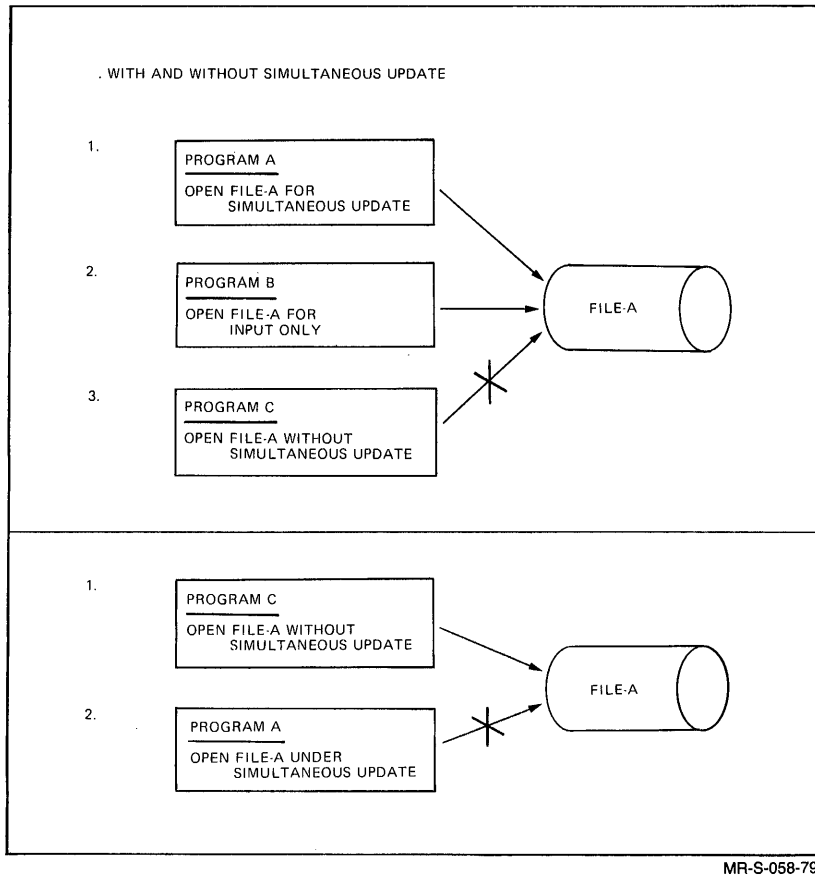 . WITH AND WITHOUT SIMULTANEOUS UPDATE
1.
PROGRAM A
OPEN FILE-A FOR
SIMULTANEOUS UPDATE
2.
PROGRAM B
OPEN FILE-A FOR
INPUT ONLY
FILE-A
3.
PROGRAM C
OPEN FILE-A WITHOUT
SIMULTANEOUS UPDATE
1.
PROGRAM C
OPEN FILE-A WITHOUT
SIMULTANEOUS UPDATE
FILE-A
2.
PROGRAM A
OPEN FILE-A UNDER
SIMULTANEOUS UPDATE
MR-S-058-79